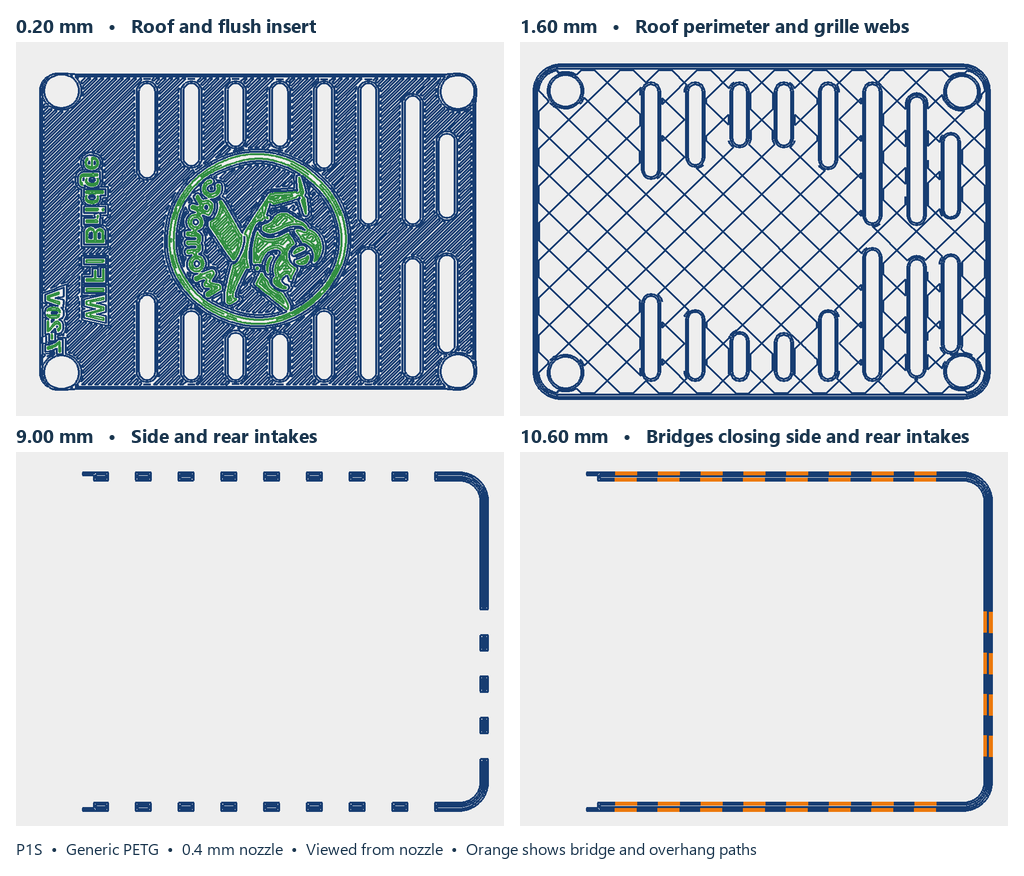 0.20 mm • Roof and flush insert
1.60 mm • Roof perimeter and grille webs
WiFi Bridge
9.00 mm • Side and rear intakes
10.60 mm • Bridges closing side and rear intakes
P1S • Generic PETG • 0.4 mm nozzle • Viewed from nozzle • Orange shows bridge and overhang paths